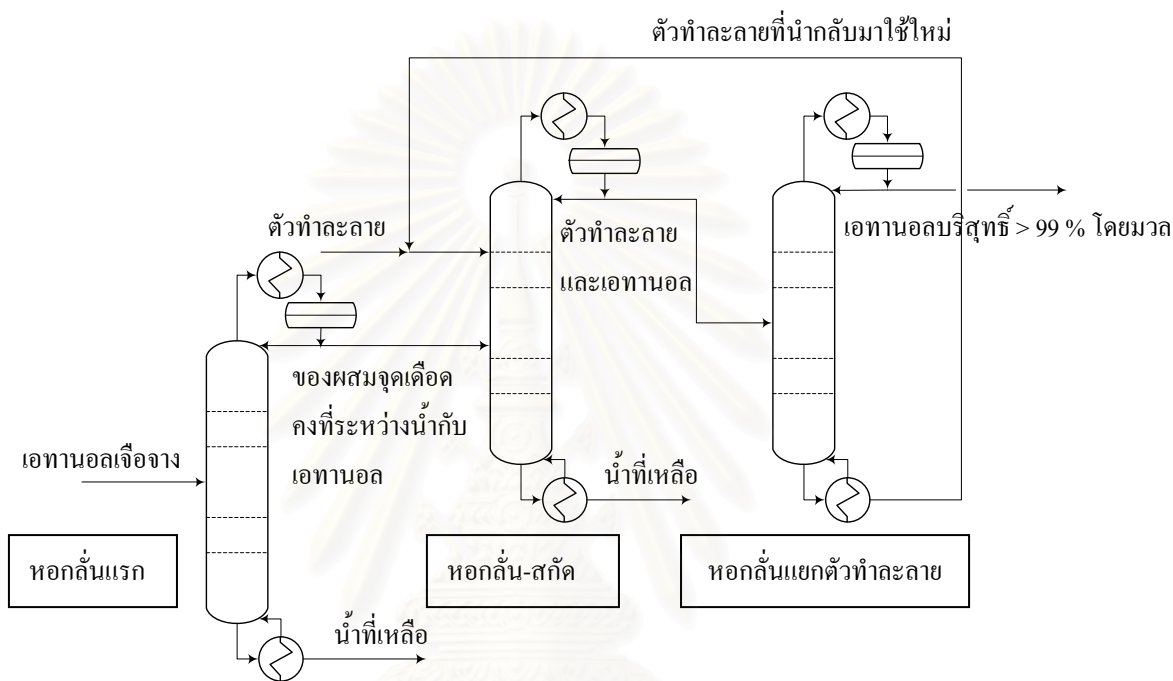 ตัวทำละลายที่นำกลับมาใช้ใหม่
ตัวทำละลาย
ตัวทำละลาย
และเอทานอล
เอทานอลบริสุทธิ์ > 99 % โดยมวล
ของผสมจุดเดือด
คงที่ระหว่างน้ำกับ
เอทานอล
เอทานอลเจือจาง
น้ำที่เหลือ
หอกลั่นแรก
หอกลั่น-สกัด
หอกลั่นแยกตัวทำละลาย
น้ำที่เหลือ